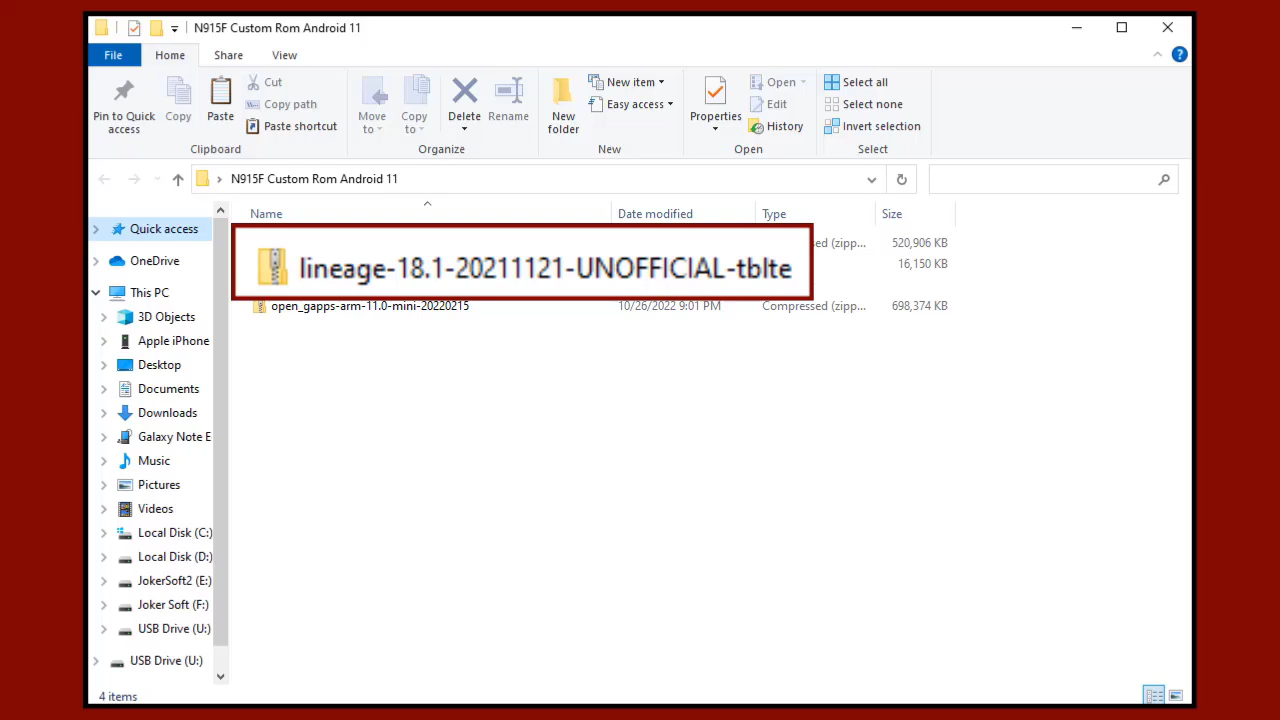 N915F Custom Rom Android 11
File Home Share View
Pin to Quick access
Copy
Paste
Cut
Copy path
Paste shortcut
Clipboard
Move to
Copy to
Delete
Rename
Organize
New folder
New item
Easy access
New
Properties
Open
Edit
History
Open
Select all
Select none
Invert selection
Select
N915F Custom Rom Android 11
Name Date modified Type Size
Quick access
OneDrive
This PC
3D Objects
Apple iPhone
Desktop
Documents
Downloads
Galaxy Note E
Music
Pictures
Videos
Local Disk (C:)
Local Disk (D:)
JokerSoft2 (E:)
Joker Soft (F:)
USB Drive (U:)
USB Drive (U:)
sed (zipp... 520,906 KB
lineage-18.1-20211121-UNOFFICIAL-tblte
16,150 KB
open_gapps-arm-11.0-mini-20220215 10/26/2022 9:01 PM Compressed (zipp... 698,374 KB
4 items